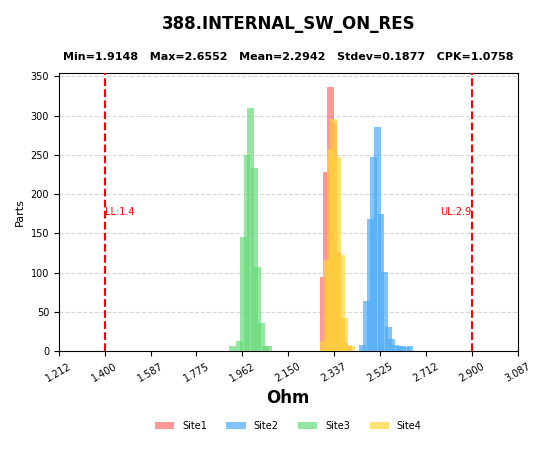 388.INTERNAL_SW_ON_RES
Min=1.9148 Max=2.6552 Mean=2.2942 Stdev=0.1877 CPK=1.0758
350
300
250
200
150
100
50
0
Parts
LL:1.4
UL:2.9
1.212 1.400 1.587 1.775 1.962 2.150 2.337 2.525 2.712 2.900 3.087
Ohm
Site1 Site2 Site3 Site4